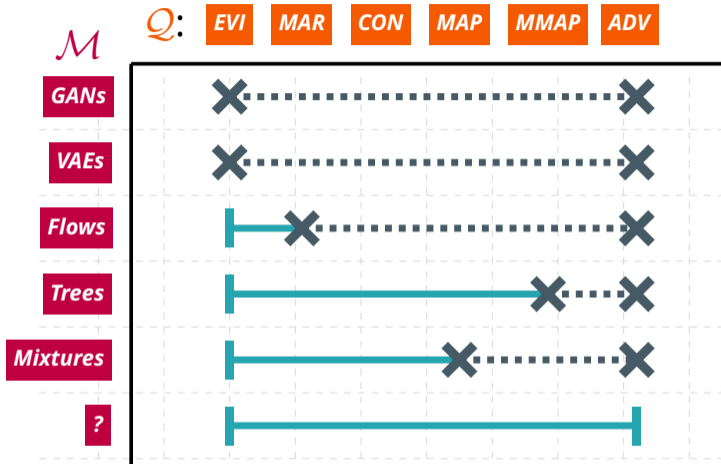 𝒬: EVI MAR CON MAP MMAP ADV
ℳ
GANs
VAEs
Flows
Trees
Mixtures
?